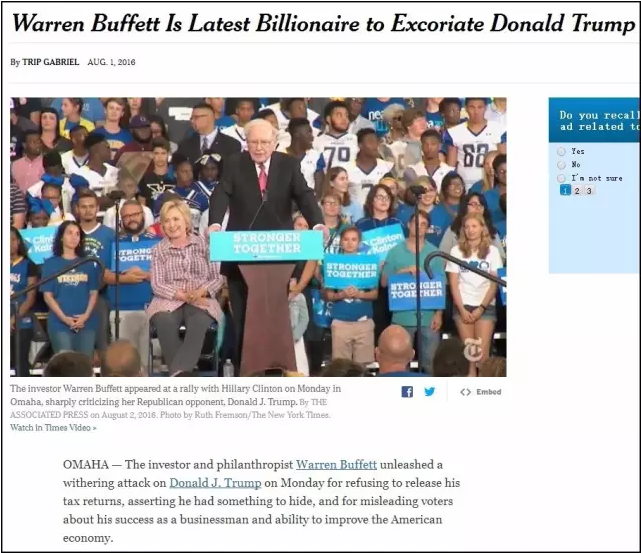 Warren Buffett Is Latest Billionaire to Excoriate Donald Trump
By TRIP GABRIEL AUG. 1, 2016
Do you recall
ad related to
Yes
No
I'm not sure
1 2 3
79
68
STRONGER
TOGETHER
STRONGER
TOGETHER
STRONGER
TOGETHER
The investor Warren Buffett appeared at a rally with Hillary Clinton on Monday in
Omaha, sharply criticizing her Republican opponent, Donald J. Trump. By THE
ASSOCIATED PRESS on August 2, 2016. Photo by Ruth Fremson/The New York Times.
Watch in Times Video »
Embed
OMAHA — The investor and philanthropist Warren Buffett unleashed a
withering attack on Donald J. Trump on Monday for refusing to release his
tax returns, asserting he had something to hide, and for misleading voters
about his success as a businessman and ability to improve the American
economy.